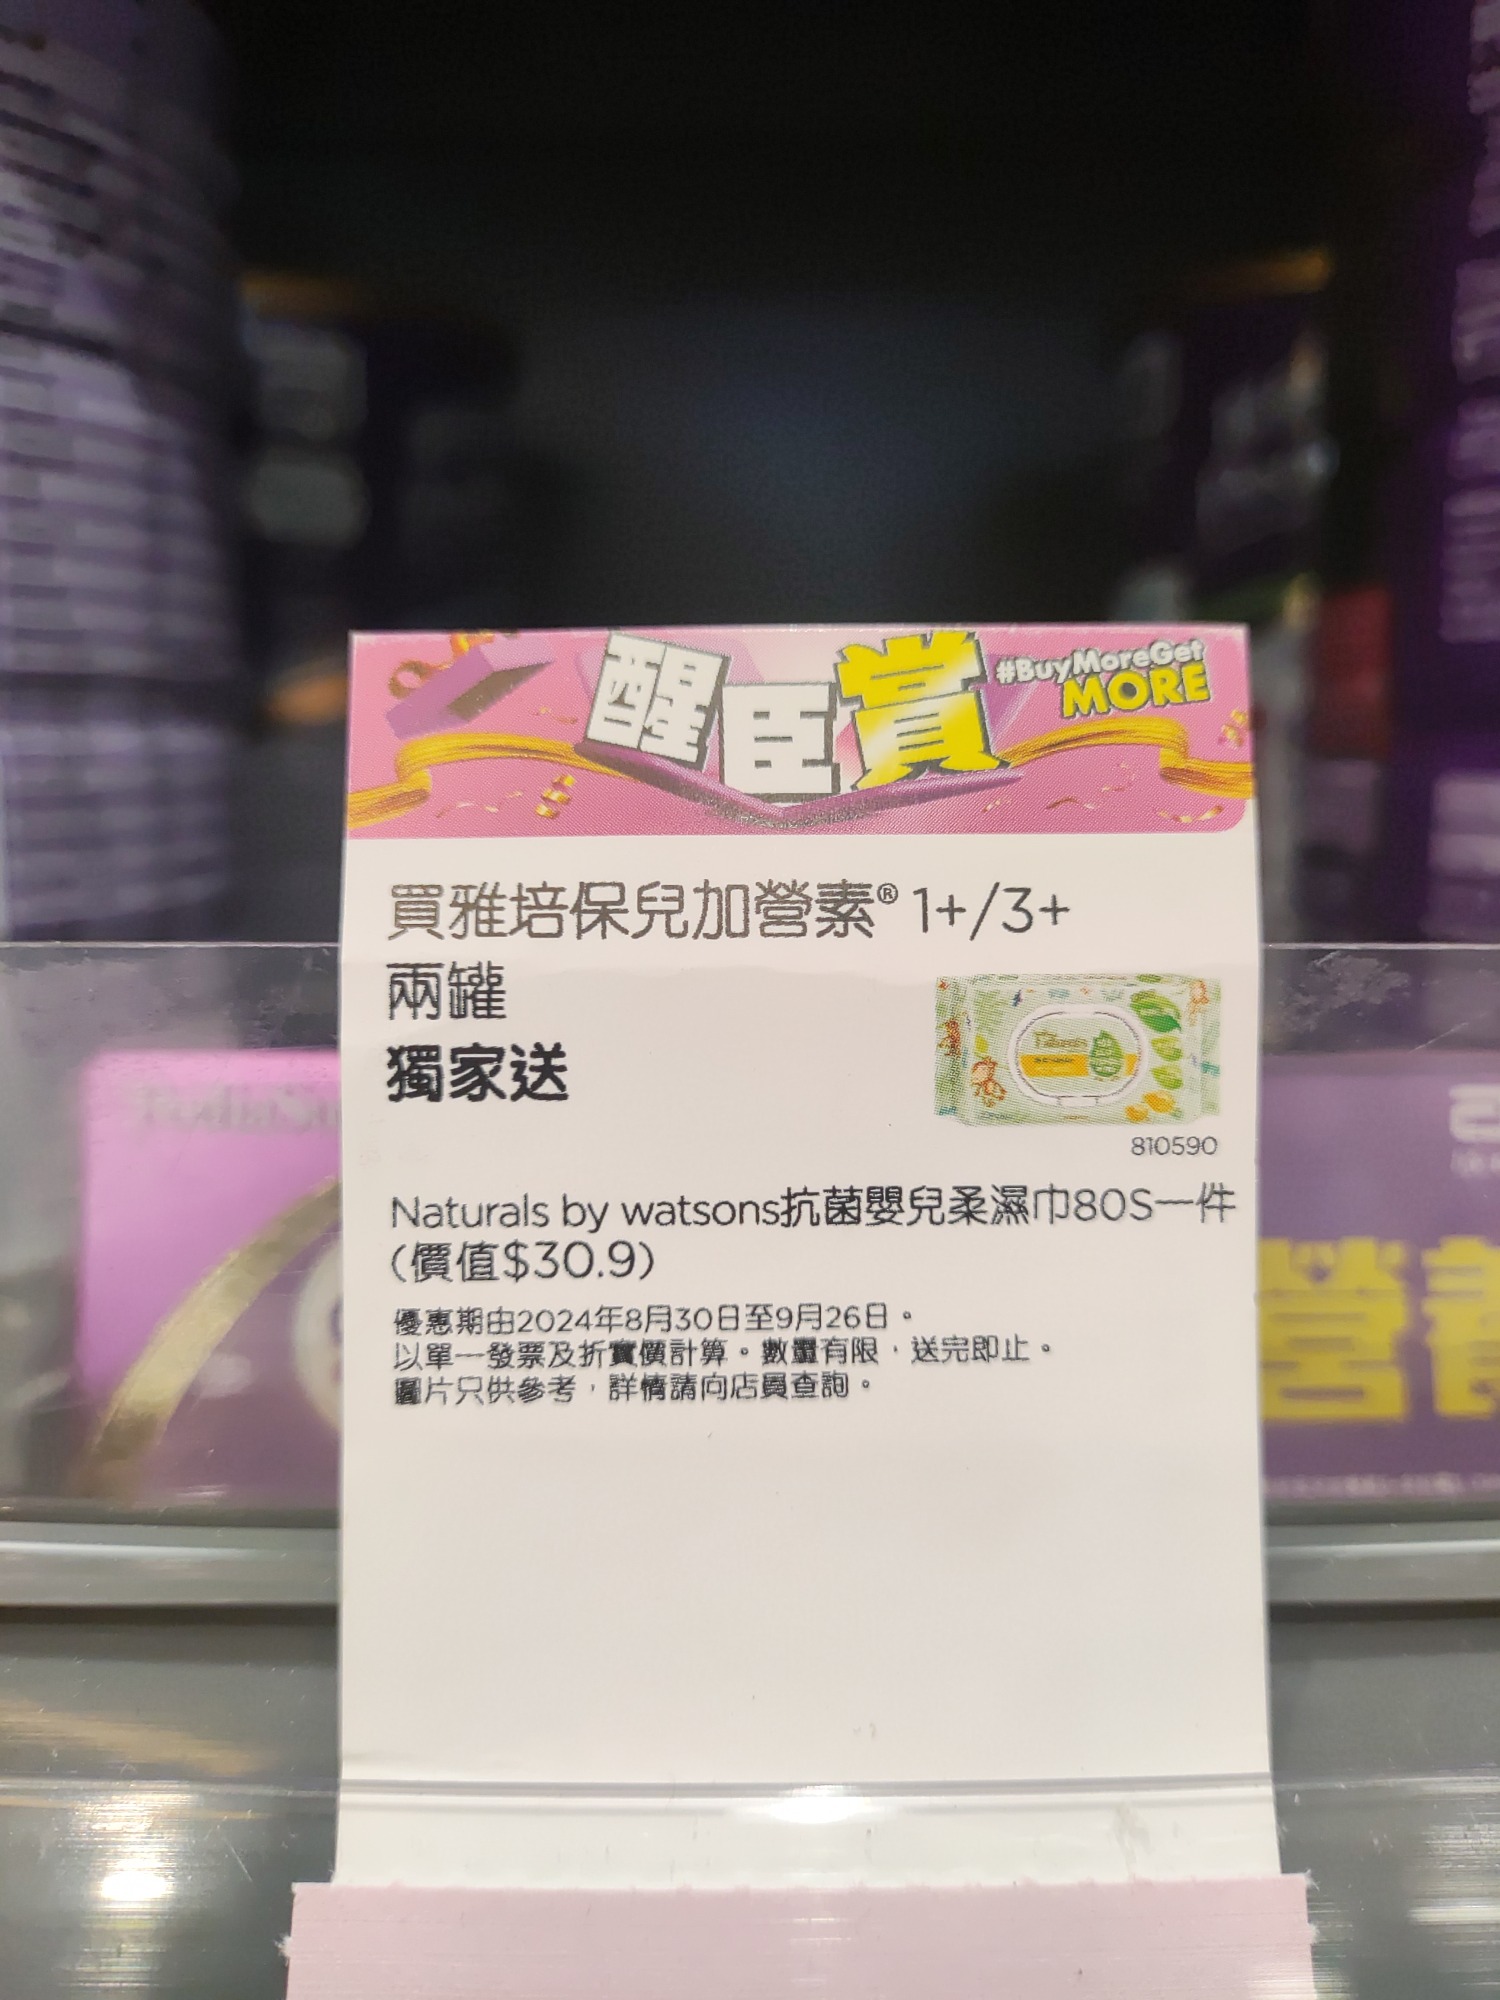 醒臣賞
#BuyMoreGet
MORE
買雅培保兒加營素® 1+/3+
兩罐
獨家送
810590
Naturals by watsons抗菌嬰兒柔濕巾80S一件
(價值$30.9)
優惠期由2024年8月30日至9月26日。
以單一發票及折實價計算。數量有限，送完即止。
圖片只供參考，詳情請向店員查詢。
營養